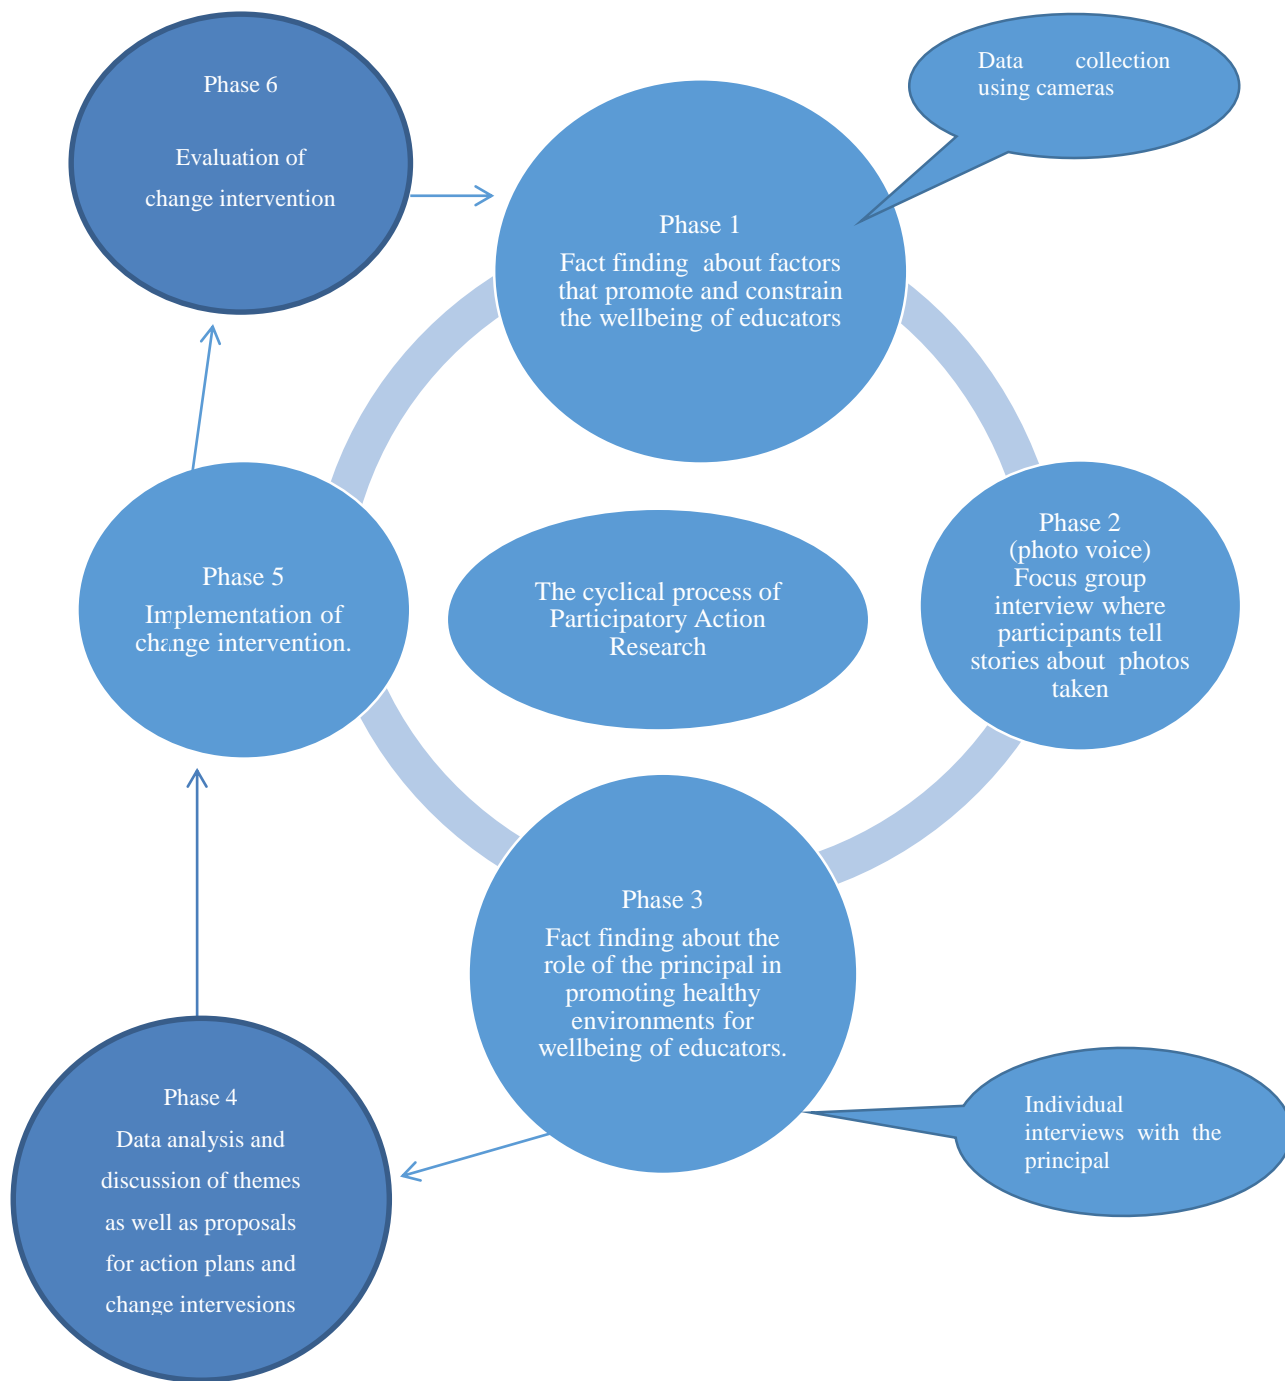 Phase 6
Evaluation of
change intervention
Data collection
using cameras
Phase 1
Fact finding about factors
that promote and constrain
the wellbeing of educators
Phase 2
(photo voice)
Focus group
interview where
participants tell
stories about photos
taken
The cyclical process of
Participatory Action
Research
Phase 5
Implementation of
change intervention.
Phase 3
Fact finding about the
role of the principal in
promoting healthy
environments for
wellbeing of educators.
Phase 4
Data analysis and
discussion of themes
as well as proposals
for action plans and
change intervesions
Individual
interviews with the
principal